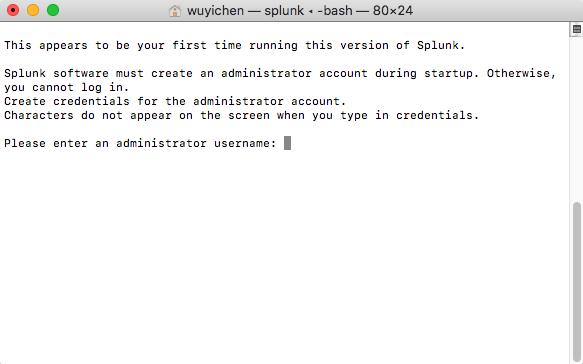 wuyichen — splunk ◂ -bash — 80×24
This appears to be your first time running this version of Splunk.
Splunk software must create an administrator account during startup. Otherwise,
you cannot log in.
Create credentials for the administrator account.
Characters do not appear on the screen when you type in credentials.
Please enter an administrator username: